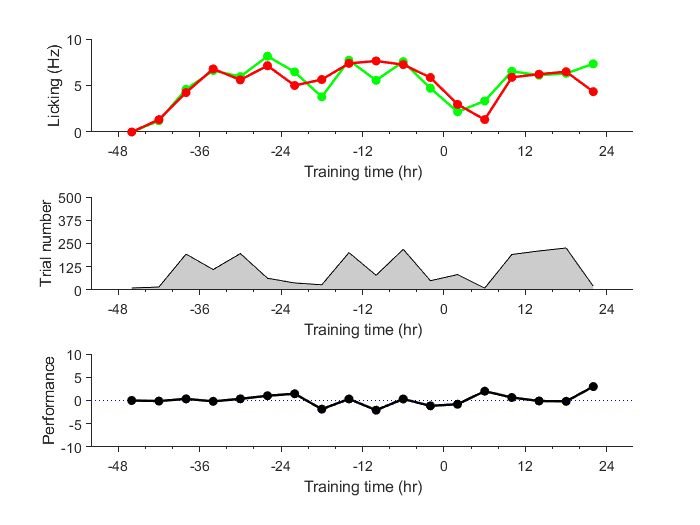 10
5
0
Licking (Hz)
-48 -36 -24 -12 0 12 24
Training time (hr)
500
375
250
125
0
Trial number
-48 -36 -24 -12 0 12 24
Training time (hr)
10
5
0
-5
-10
Performance
-48 -36 -24 -12 0 12 24
Training time (hr)